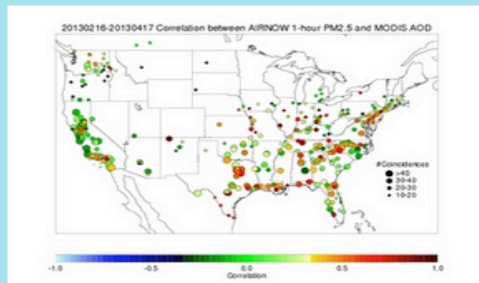 20130216-20130417 Correlation between AIRNOW 1-hour PM2.5 and MODIS AOD
#Coincidences
>40
30-40
20-30
10-20
-1.0 -0.5 0.0 0.5 1.0
Correlation